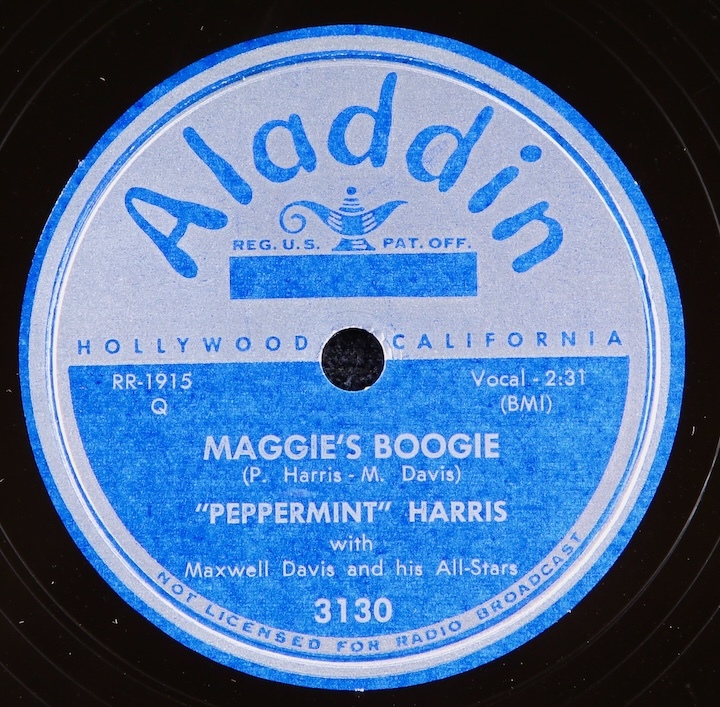 Aladdin
REG. U.S. PAT. OFF.
HOLLYWOOD CALIFORNIA
RR-1915 Vocal - 2:31
Q (BMI)
MAGGIE'S BOOGIE
(P. Harris - M. Davis)
"PEPPERMINT" HARRIS
with
Maxwell Davis and his All-Stars
3130
NOT LICENSED FOR RADIO BROADCAST